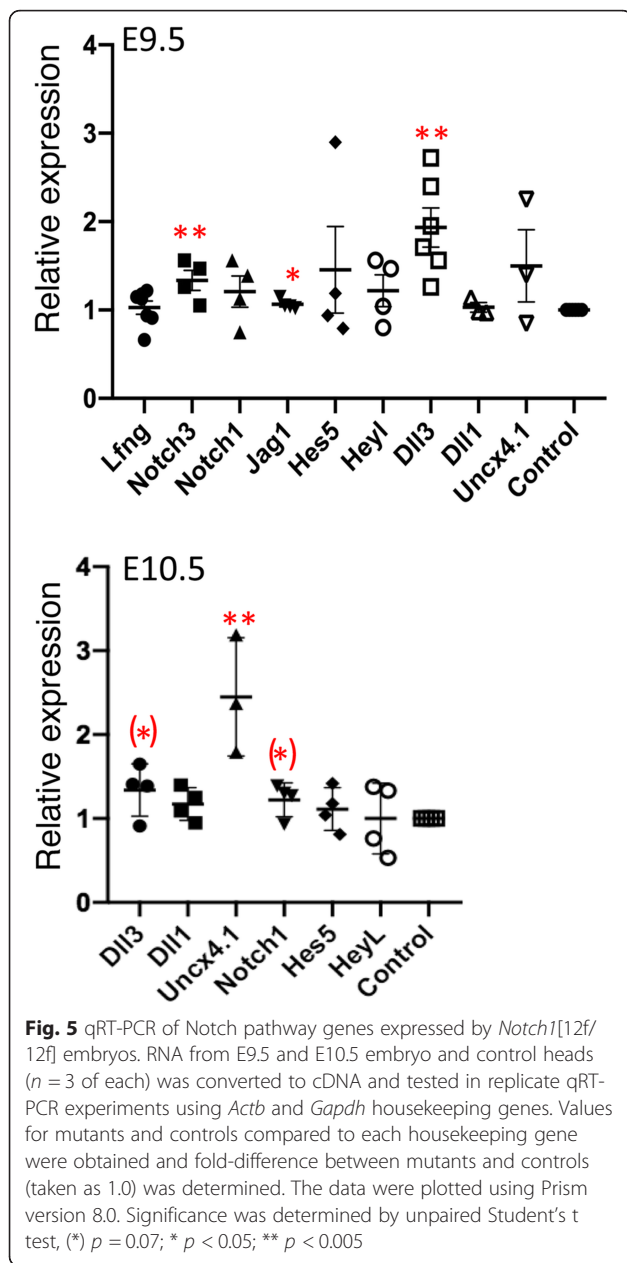 E9.5
4
3
2
1
0
Relative expression
**
*
**
Lfng
Notch3
Notch1
Jag1
Hes5
Heyl
Dll3
Dll1
Uncx4.1
Control
E10.5
4
3
2
1
0
Relative expression
(*)
**
(*)
Dll3
Dll1
Uncx4.1
Notch1
Hes5
HeyL
Control
Fig. 5 qRT-PCR of Notch pathway genes expressed by Notch1[12f/
12f] embryos. RNA from E9.5 and E10.5 embryo and control heads
(n = 3 of each) was converted to cDNA and tested in replicate qRT-
PCR experiments using Actb and Gapdh housekeeping genes. Values
for mutants and controls compared to each housekeeping gene
were obtained and fold-difference between mutants and controls
(taken as 1.0) was determined. The data were plotted using Prism
version 8.0. Significance was determined by unpaired Student's t
test, (*) p = 0.07; * p < 0.05; ** p < 0.005